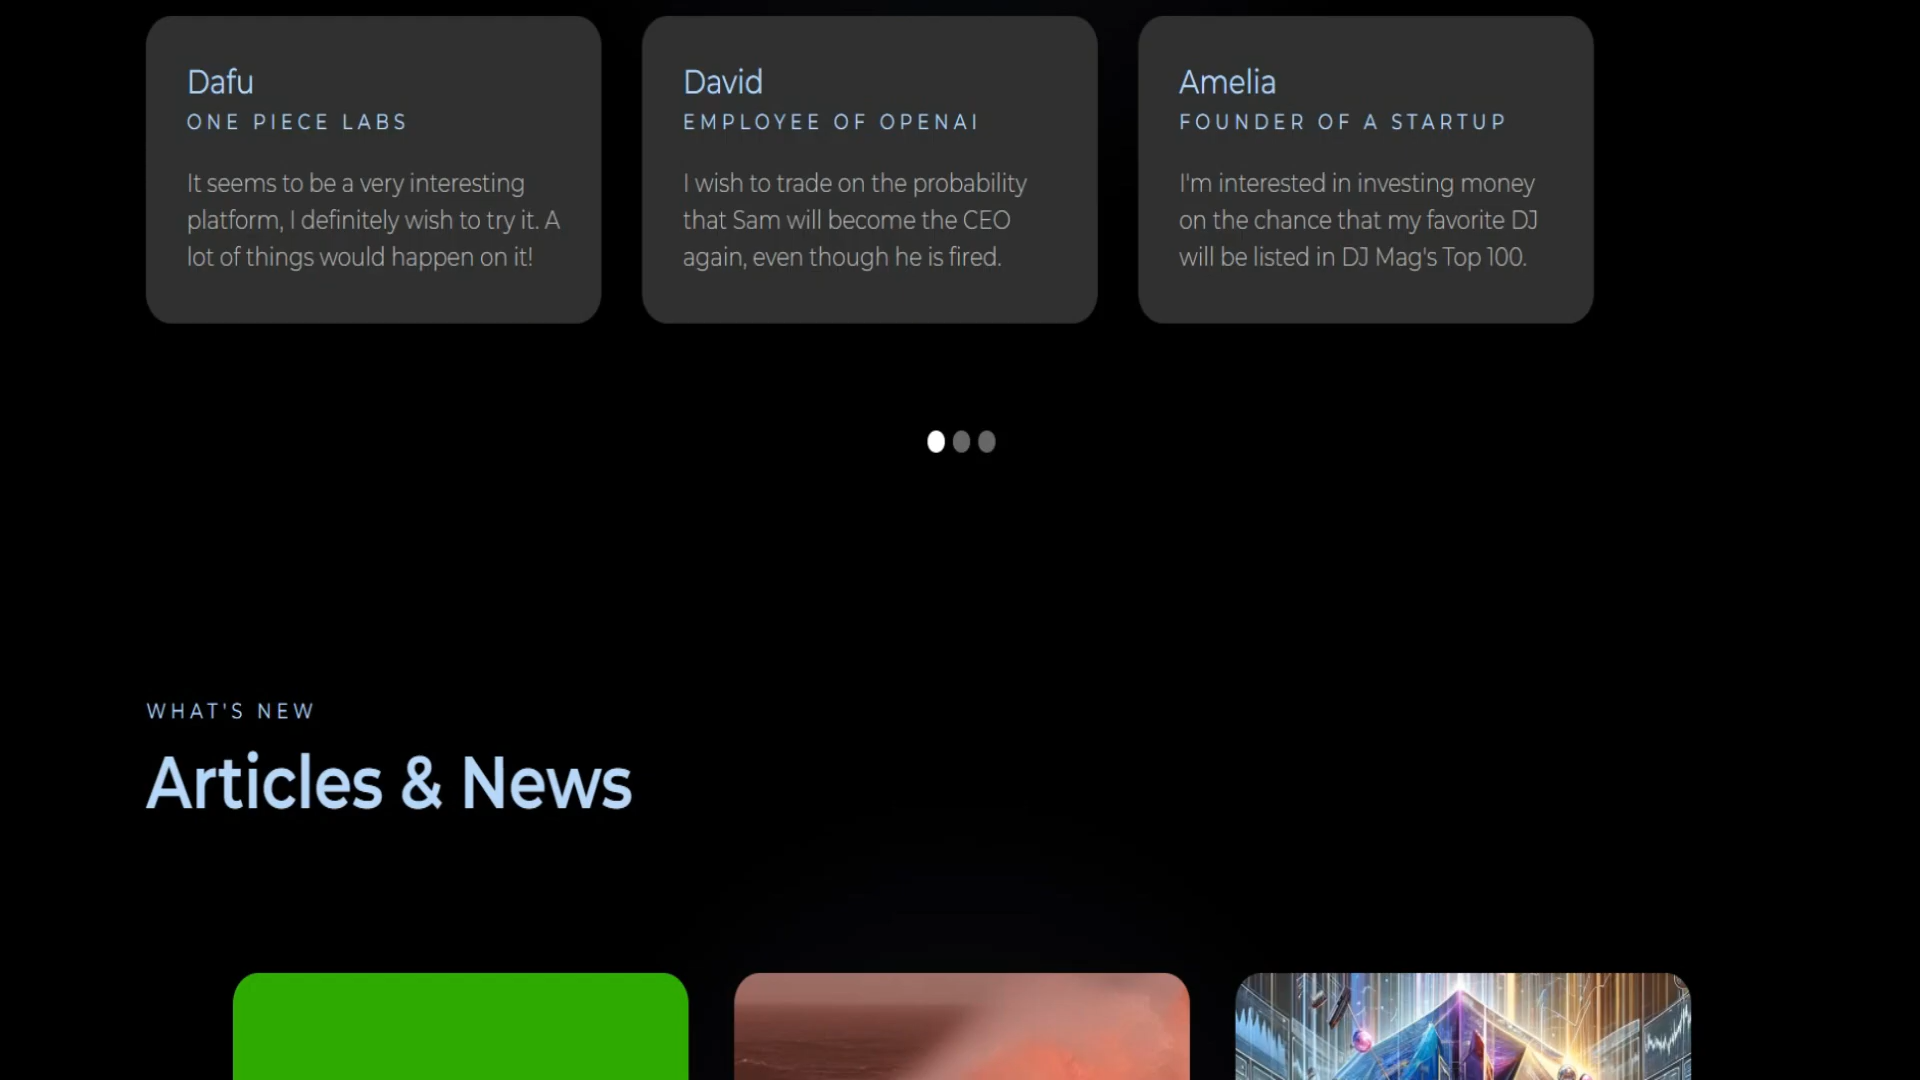 Dafu
ONE PIECE LABS
It seems to be a very interesting
platform, I definitely wish to try it. A
lot of things would happen on it!
David
EMPLOYEE OF OPENAI
I wish to trade on the probability
that Sam will become the CEO
again, even though he is fired.
Amelia
FOUNDER OF A STARTUP
I'm interested in investing money
on the chance that my favorite DJ
will be listed in DJ Mag's Top 100.
WHAT'S NEW
Articles & News